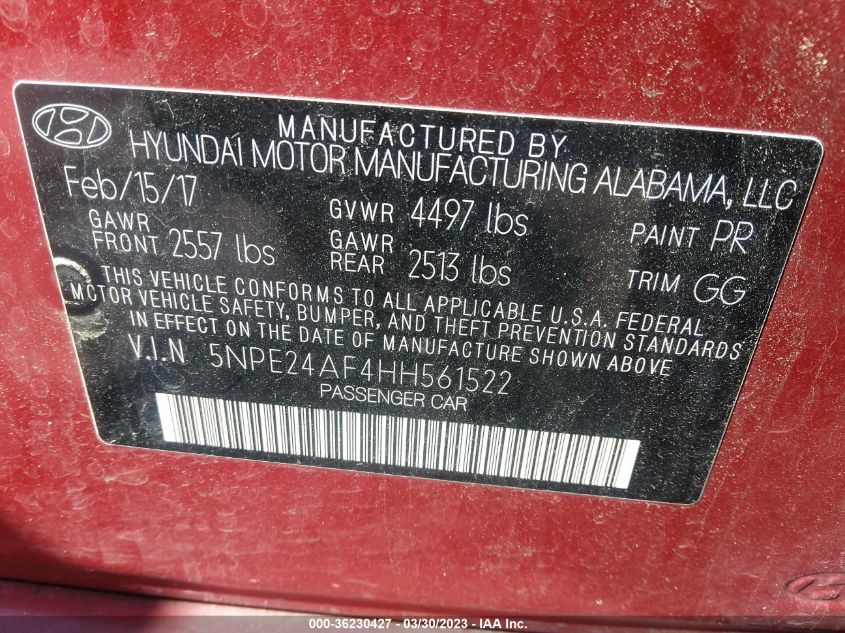 MANUFACTURED BY
HYUNDAI MOTOR MANUFACTURING ALABAMA, LLC
Feb/15/17 GVWR 4497 lbs PAINT PR
GAWR FRONT 2557 lbs GAWR REAR 2513 lbs TRIM GG
THIS VEHICLE CONFORMS TO ALL APPLICABLE U.S.A. FEDERAL
MOTOR VEHICLE SAFETY, BUMPER, AND THEFT PREVENTION STANDARDS
IN EFFECT ON THE DATE OF MANUFACTURE SHOWN ABOVE
V.I.N 5NPE24AF4HH561522
PASSENGER CAR
000-36230427 - 03/30/2023 - IAA Inc.